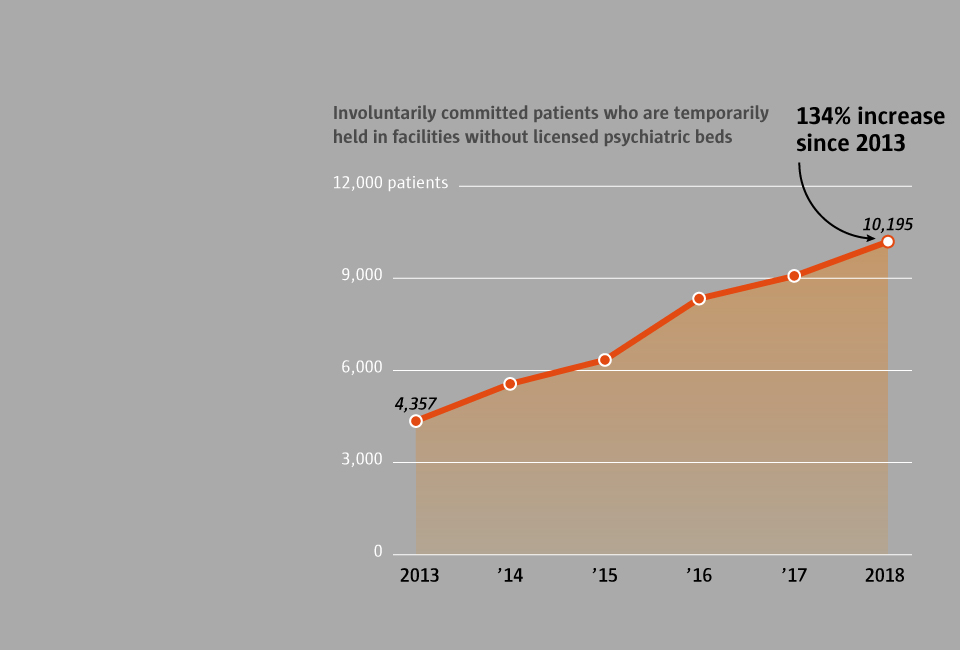 Involuntarily committed patients who are temporarily
held in facilities without licensed psychiatric beds
134% increase
since 2013
12,000 patients
10,195
9,000
6,000
4,357
3,000
0
2013 ’14 ’15 ’16 ’17 2018